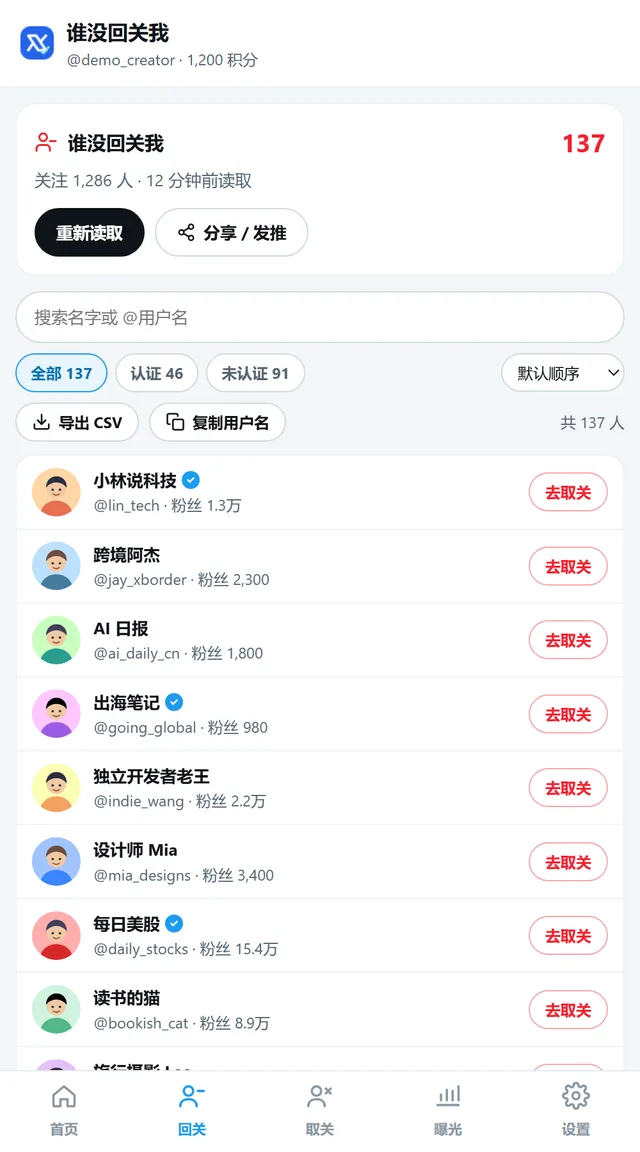 谁没回关我
@demo_creator · 1,200 积分
谁没回关我
137
关注 1,286 人 · 12 分钟前读取
重新读取
分享 / 发推
搜索名字或 @用户名
全部 137
认证 46
未认证 91
默认顺序
导出 CSV
复制用户名
共 137 人
小林说科技
@lin_tech · 粉丝 1.3万
去取关
跨境阿杰
@jay_xborder · 粉丝 2,300
去取关
AI 日报
@ai_daily_cn · 粉丝 1,800
去取关
出海笔记
@going_global · 粉丝 980
去取关
独立开发者老王
@indie_wang · 粉丝 2.2万
去取关
设计师 Mia
@mia_designs · 粉丝 3,400
去取关
每日美股
@daily_stocks · 粉丝 15.4万
去取关
读书的猫
@bookish_cat · 粉丝 8.9万
去取关
首页
回关
取关
曝光
设置